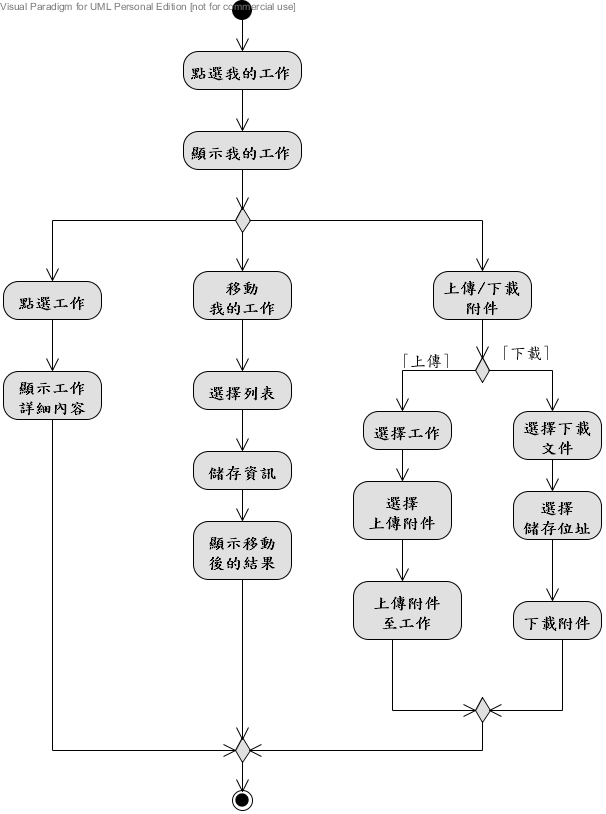 Visual Paradigm for UML Personal Edition [not for commercial use]
點選我的工作
顯示我的工作
點選工作
顯示工作
詳細內容
移動
我的工作
選擇列表
儲存資訊
顯示移動
後的結果
上傳/下載
附件
「上傳」
「下載」
選擇工作
選擇
上傳附件
上傳附件
至工作
選擇下載
文件
選擇
儲存位址
下載附件